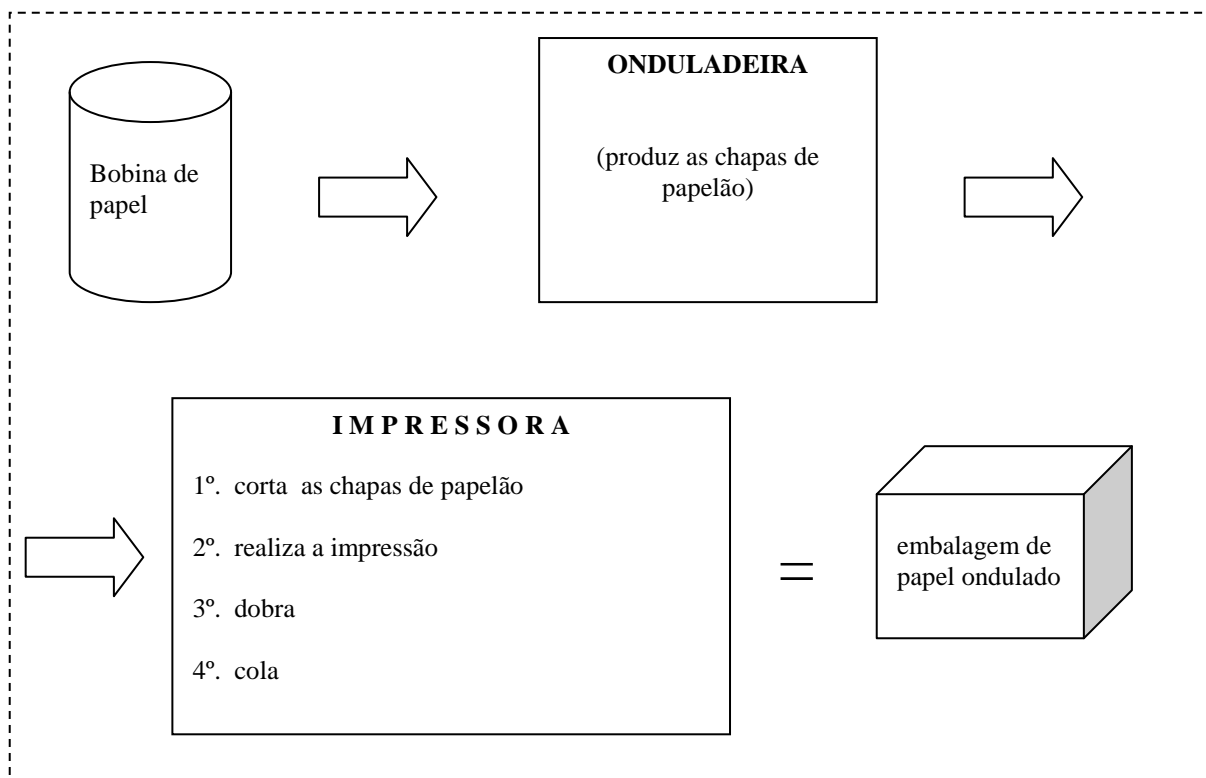 ONDULADEIRA
Bobina de
papel
(produz as chapas de
papelão)
I M P R E S S O R A
1º. corta as chapas de papelão
2º. realiza a impressão
3º. dobra
4º. cola
=
embalagem de
papel ondulado